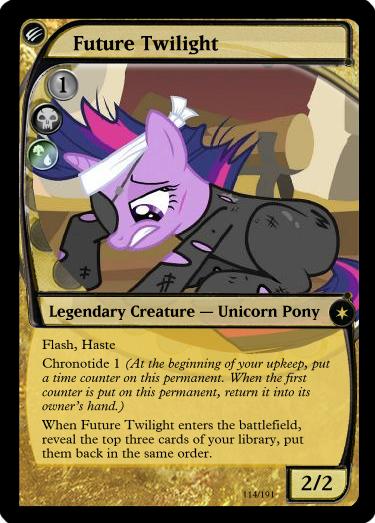 Future Twilight
1
Legendary Creature — Unicorn Pony
Flash, Haste
Chronotide 1 (At the beginning of your upkeep, put
a time counter on this permanent. When the first
counter is put on this permanent, return it into its
owner's hand.)
When Future Twilight enters the battlefield,
reveal the top three cards of your library, put
them back in the same order.
114/191
2/2